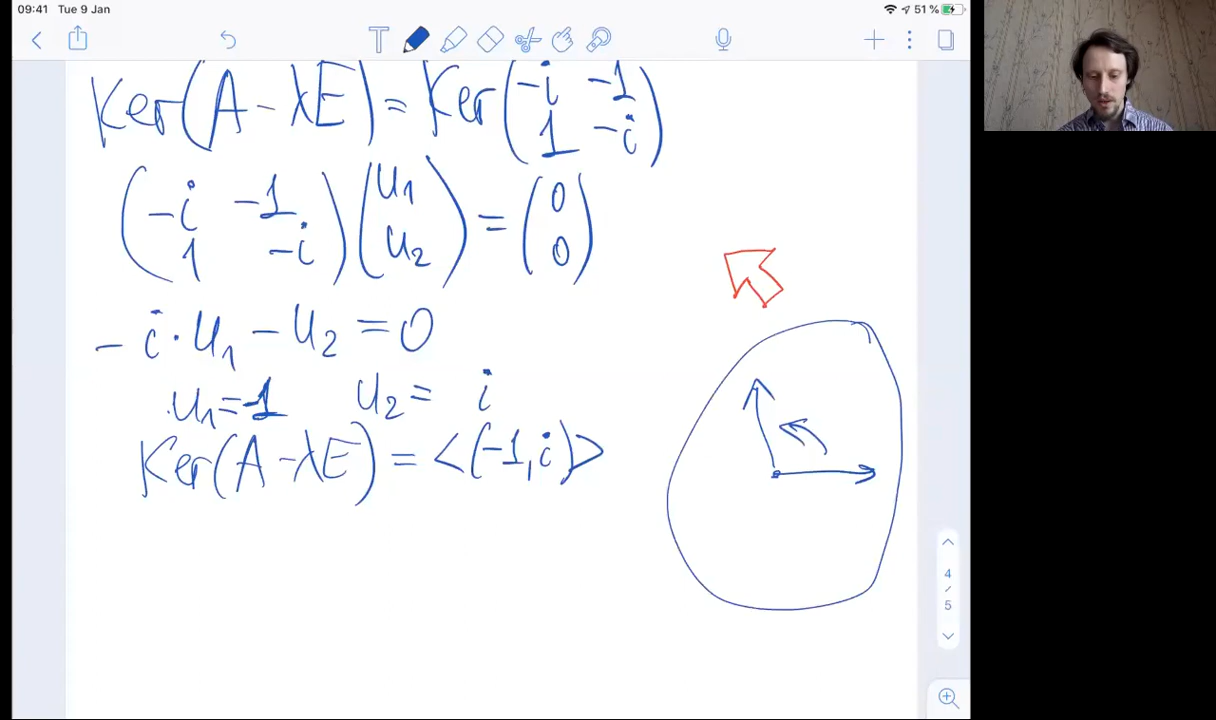 09:41 Tue 9 Jan
51 %
T
Ker(A - λE) = Ker(-i -1
1 -i)
(-i -1
1 -i)(u₁
u₂) = (0
0)
- i · u₁ - u₂ = 0
u₁ = -1 u₂ = i
Ker(A - λE) = <(-1, i)>
4
/
5